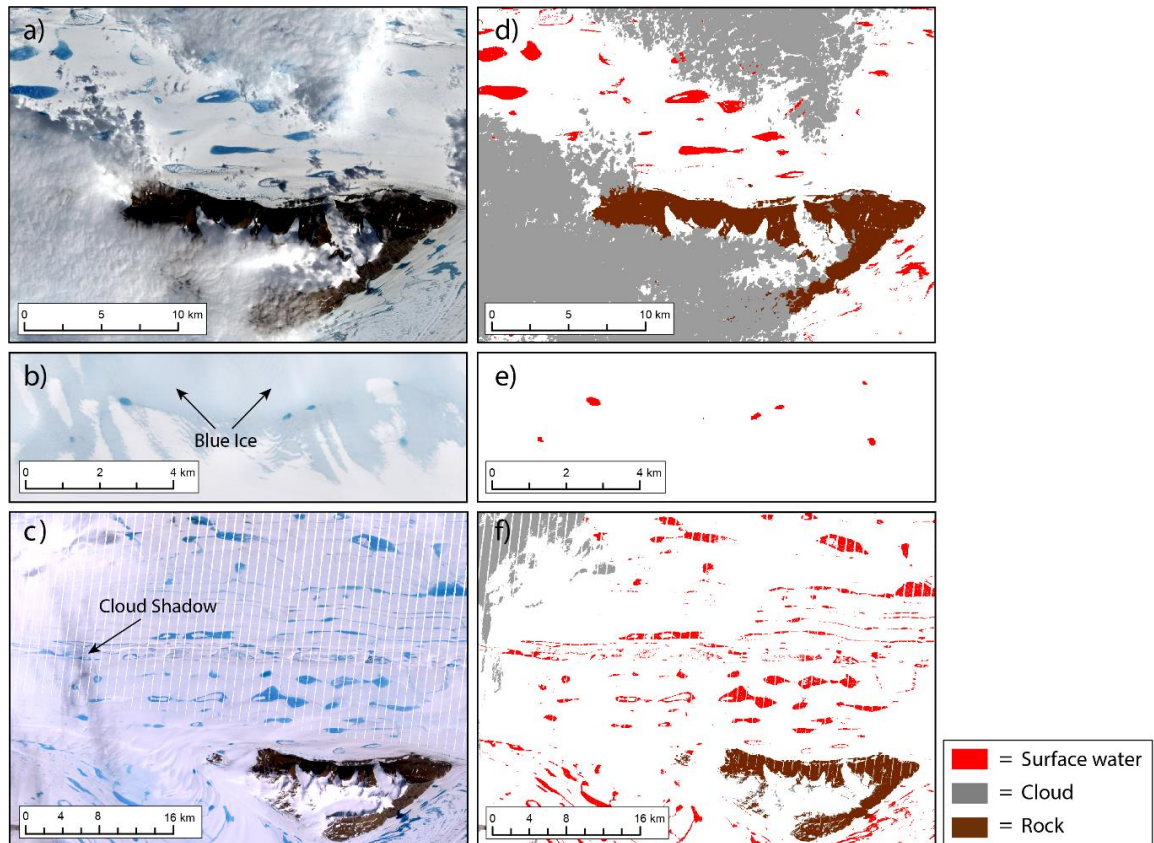 a)
0 5 10 km
d)
0 5 10 km
b)
Blue Ice
0 2 4 km
e)
0 2 4 km
c)
Cloud Shadow
0 4 8 16 km
f)
0 4 8 16 km
= Surface water
= Cloud
= Rock